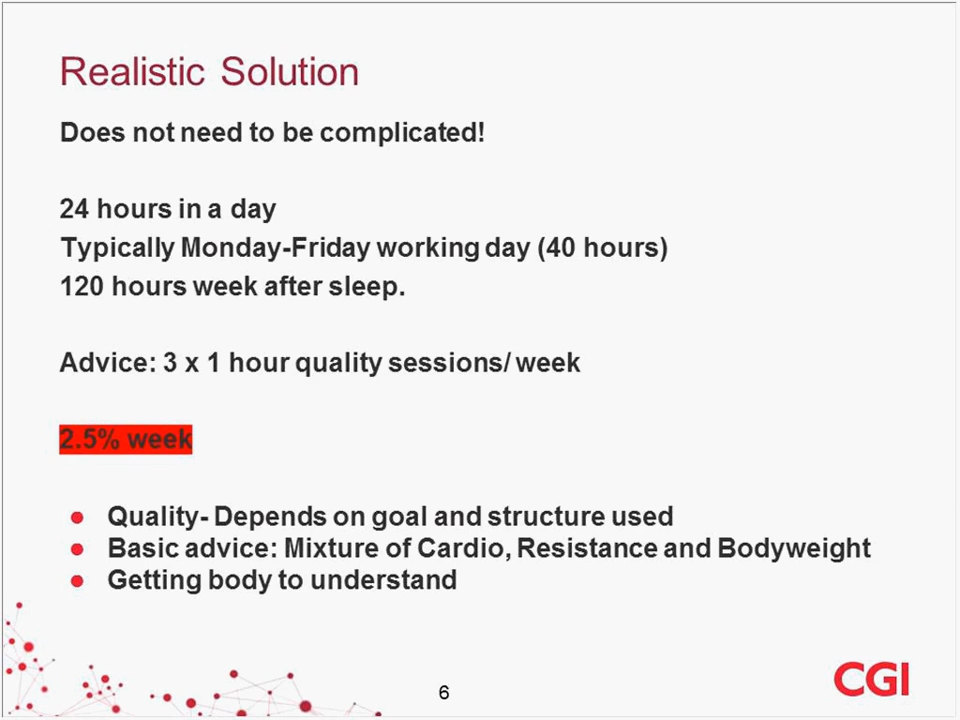 Realistic Solution
Does not need to be complicated!
24 hours in a day
Typically Monday-Friday working day (40 hours)
120 hours week after sleep.
Advice: 3 x 1 hour quality sessions/ week
2.5% week
● Quality- Depends on goal and structure used
● Basic advice: Mixture of Cardio, Resistance and Bodyweight
● Getting body to understand
6
CGI